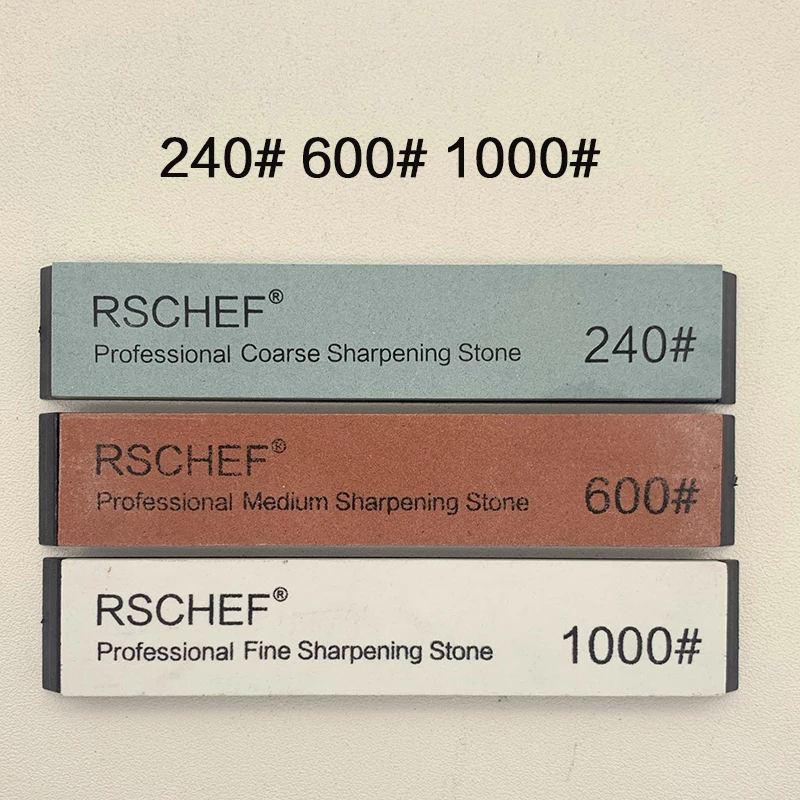 240# 600# 1000#
RSCHEF®
Professional Coarse Sharpening Stone 240#
RSCHEF®
Professional Medium Sharpening Stone 600#
RSCHEF®
Professional Fine Sharpening Stone 1000#